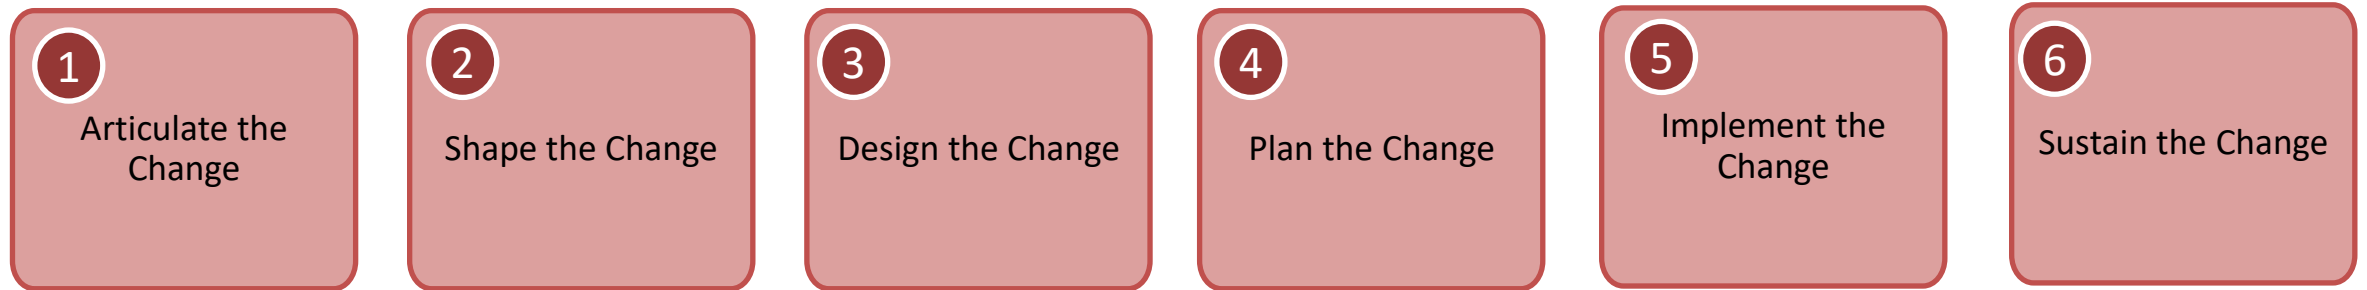 1
Articulate the
Change
2
Shape the Change
3
Design the Change
4
Plan the Change
5
Implement the
Change
6
Sustain the Change